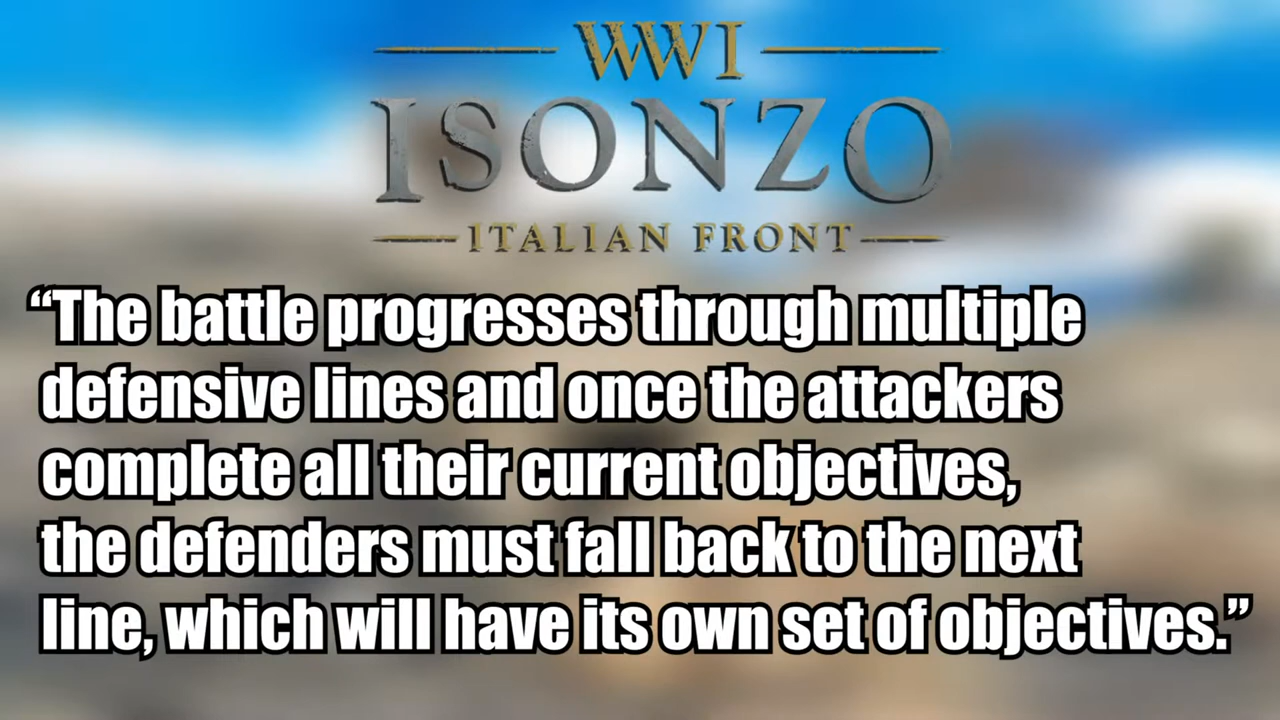 WWI
ISONZO
ITALIAN FRONT
“The battle progresses through multiple
defensive lines and once the attackers
complete all their current objectives,
the defenders must fall back to the next
line, which will have its own set of objectives.”